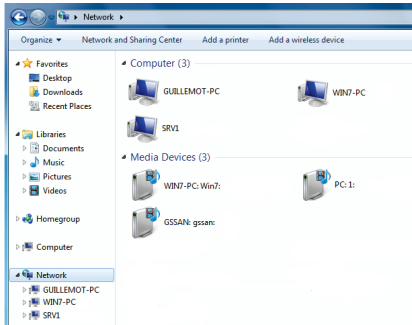 Network
Organize Network and Sharing Center Add a printer Add a wireless device
Favorites
Desktop
Downloads
Recent Places
Libraries
Documents
Music
Pictures
Videos
Homegroup
Computer
Network
GUILLEMOT-PC
WIN7-PC
SRV1
Computer (3)
GUILLEMOT-PC
WIN7-PC
SRV1
Media Devices (3)
WIN7-PC: Win7:
PC: 1:
GSSAN: gssan: